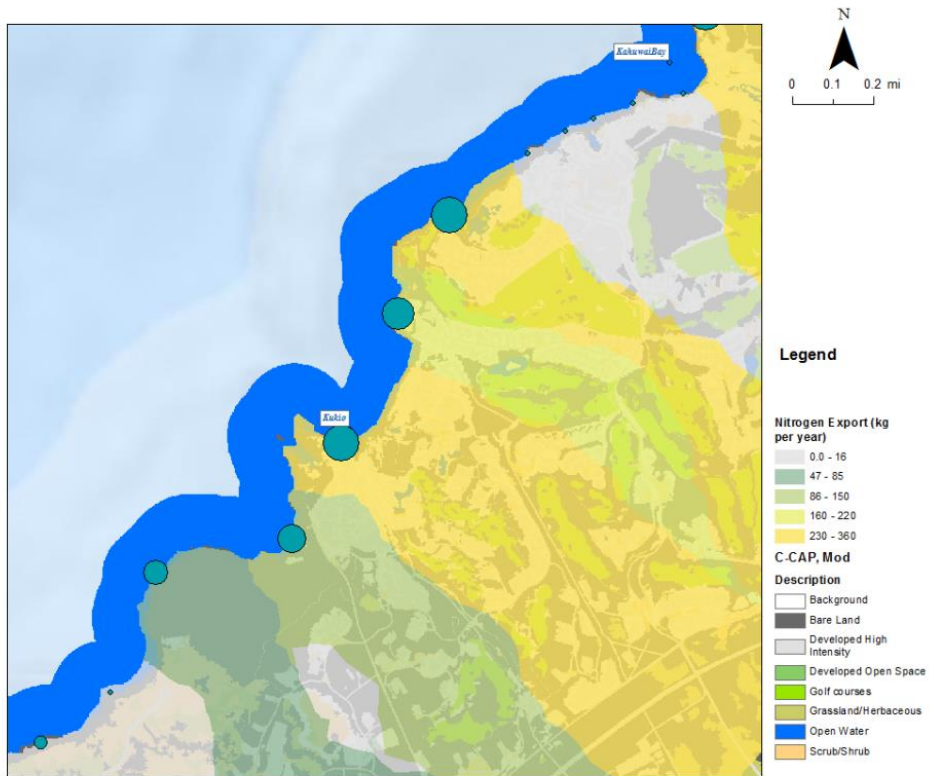 N
0 0.1 0.2 mi
KakuwaiBay
Kukio
Legend
Nitrogen Export (kg
per year)
0.0 - 16
47 - 85
86 - 150
160 - 220
230 - 360
C-CAP, Mod
Description
Background
Bare Land
Developed High
Intensity
Developed Open Space
Golf courses
Grassland/Herbaceous
Open Water
Scrub/Shrub